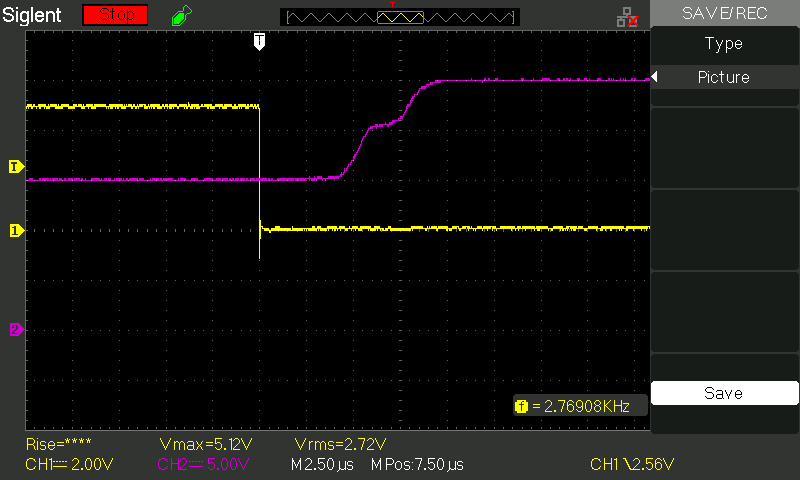 Siglent Stop SAVE/REC
T
Type
Picture
T
1
2
Save
f = 2.76908KHz
Rise=**** Vmax=5.12V Vrms=2.72V
CH1 2.00V CH2 5.00V M 2.50µs M Pos:7.50µs CH1 2.56V